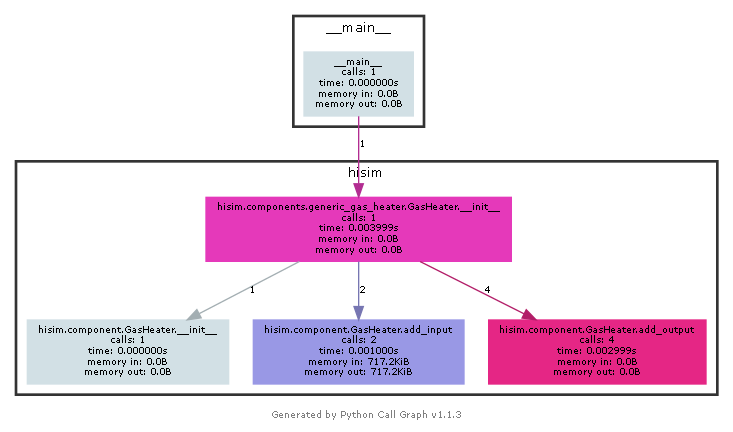 __main__
__main__
calls: 1
time: 0.000000s
memory in: 0.0B
memory out: 0.0B
1
hisim
hisim.components.generic_gas_heater.GasHeater.__init__
calls: 1
time: 0.003999s
memory in: 0.0B
memory out: 0.0B
1
2
4
hisim.component.GasHeater.__init__
calls: 1
time: 0.000000s
memory in: 0.0B
memory out: 0.0B
hisim.component.GasHeater.add_input
calls: 2
time: 0.001000s
memory in: 717.2KiB
memory out: 717.2KiB
hisim.component.GasHeater.add_output
calls: 4
time: 0.002999s
memory in: 0.0B
memory out: 0.0B
Generated by Python Call Graph v1.1.3